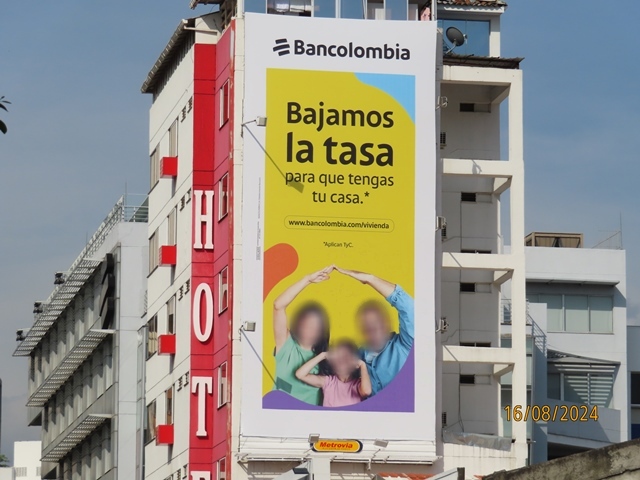 Bancolombia
Bajamos
la tasa
para que tengas
tu casa.*
www.bancolombia.com/vivienda
*Aplican TyC.
HOTE
Metrovia
16/08/2024